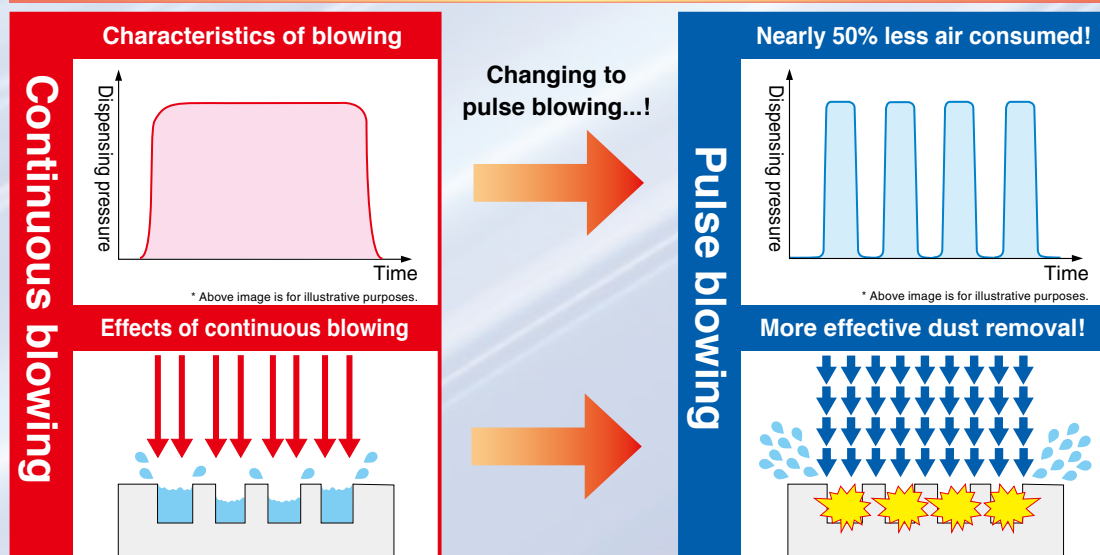 Continuous blowing
Characteristics of blowing
Dispensing pressure
Time
* Above image is for illustrative purposes.
Effects of continuous blowing
Changing to
pulse blowing...!
Pulse blowing
Nearly 50% less air consumed!
Dispensing pressure
Time
* Above image is for illustrative purposes.
More effective dust removal!